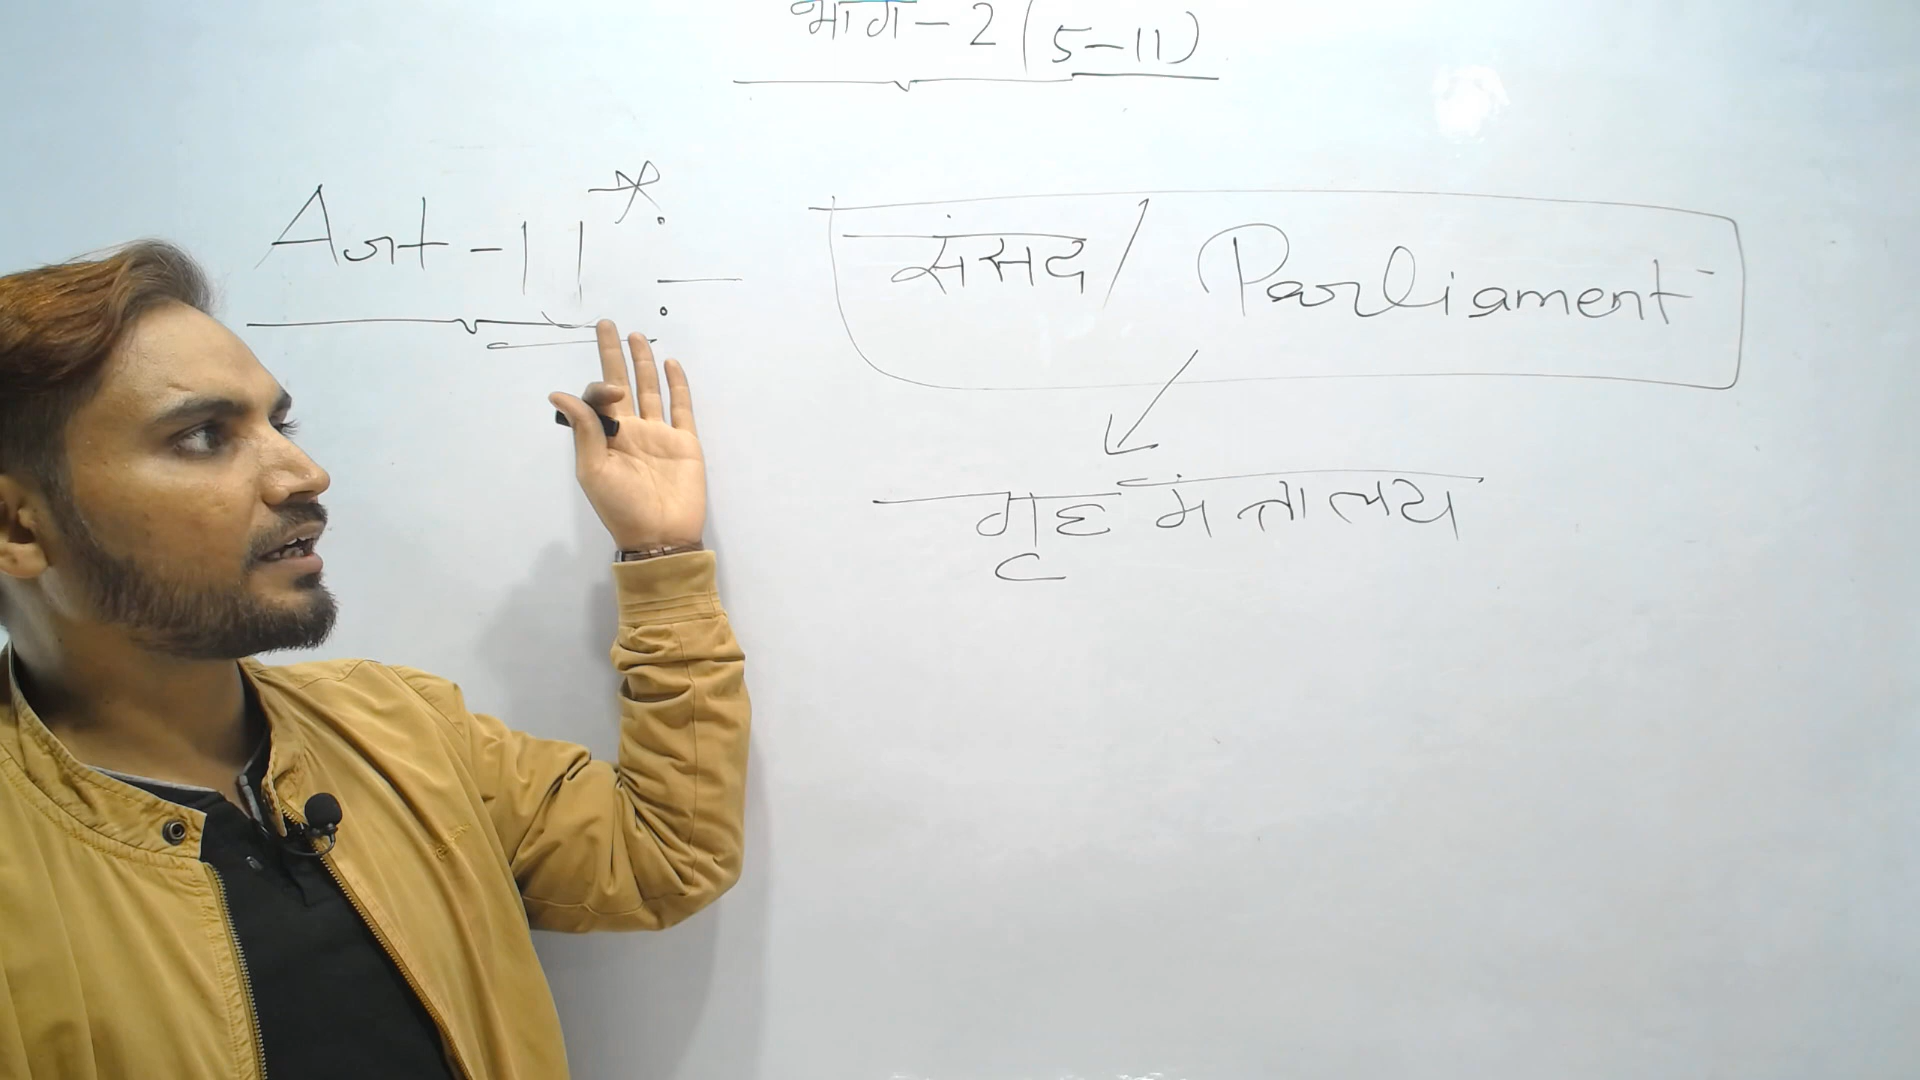 भाग - 2 (5-11)
Art - 11* :- संसद / Parliament
गृह मंत्रालय